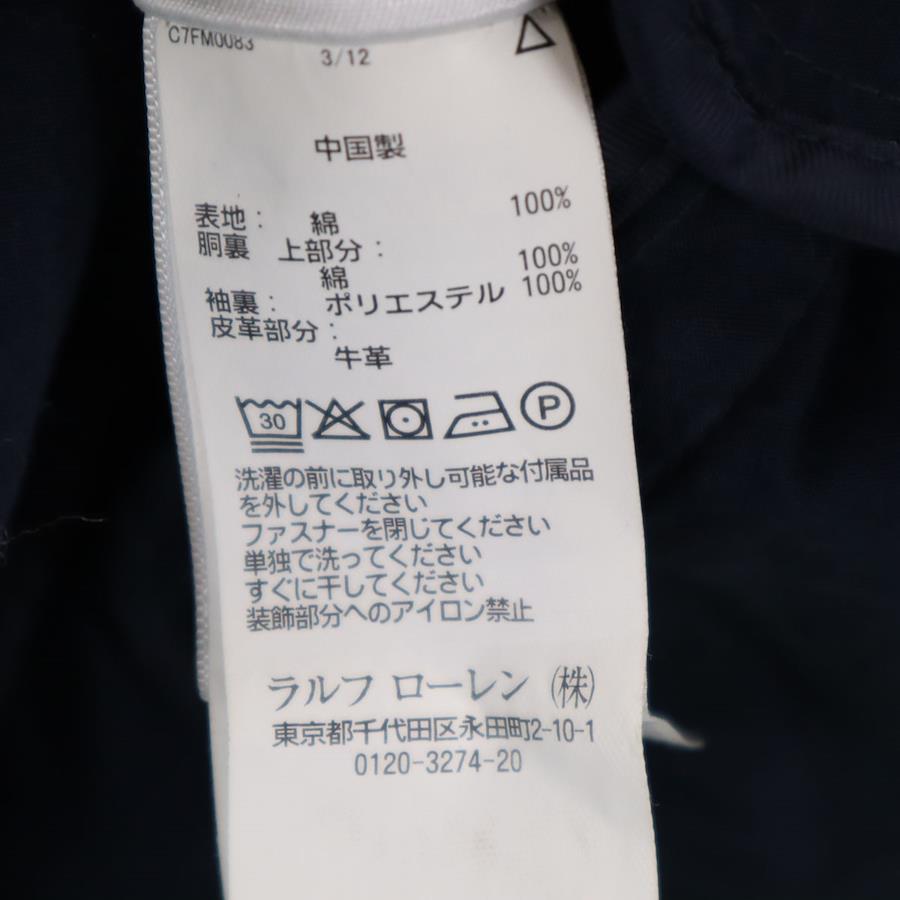 C7FM0083
3/12
中国製
表地: 綿 100%
胴裏 上部分:
綿 100%
袖裏: ポリエステル 100%
皮革部分:
牛革
30
P
洗濯の前に取り外し可能な付属品
を外してください
ファスナーを閉じてください
単独で洗ってください
すぐに干してください
装飾部分へのアイロン禁止
ラルフ ローレン (株)
東京都千代田区永田町2-10-1
0120-3274-20